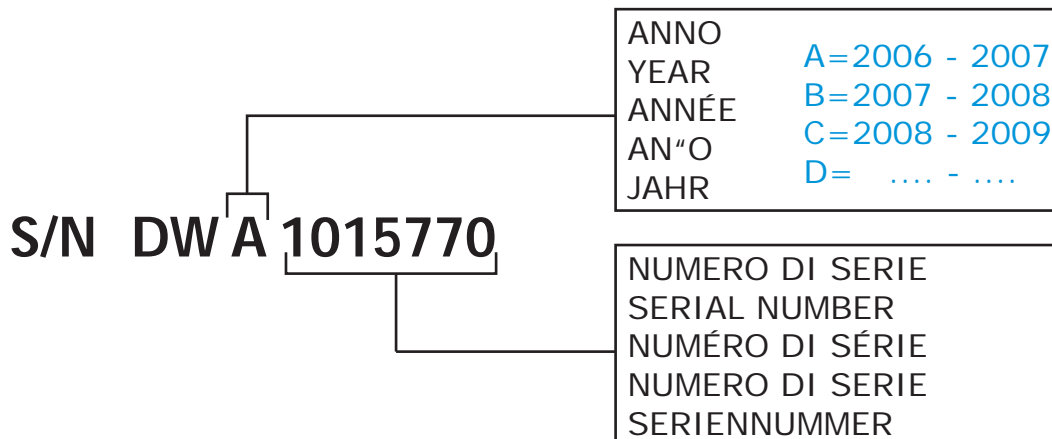 ANNO
YEAR
ANNÉE
AN“O
JAHR
A=2006 - 2007
B=2007 - 2008
C=2008 - 2009
D= .... - ....
S/N DWA 1015770
NUMERO DI SERIE
SERIAL NUMBER
NUMÉRO DI SÉRIE
NUMERO DI SERIE
SERIENNUMMER